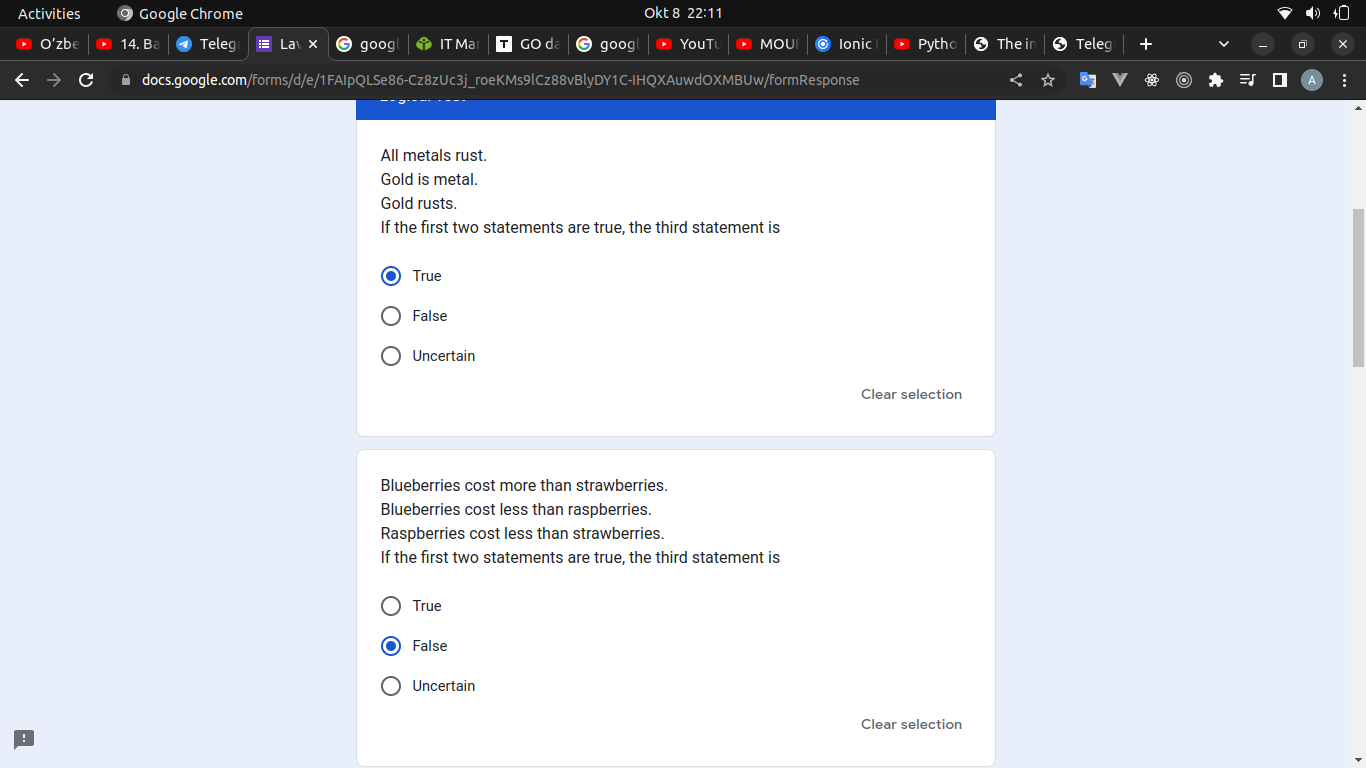 Activities
Google Chrome
Okt 8 22:11
O'zbe
14. Ba
Teleg
Lav
googl
IT Mar
GO da
googl
YouTu
MOUR
Ionic
Pytho
The in
Teleg
docs.google.com/forms/d/e/1FAIpQLSe86-Cz8zUc3j_roeKMs9lCz88vBlyDY1C-IHQXAuwdOXMBUw/formResponse
A
All metals rust.
Gold is metal.
Gold rusts.
If the first two statements are true, the third statement is
True
False
Uncertain
Clear selection
Blueberries cost more than strawberries.
Blueberries cost less than raspberries.
Raspberries cost less than strawberries.
If the first two statements are true, the third statement is
True
False
Uncertain
Clear selection